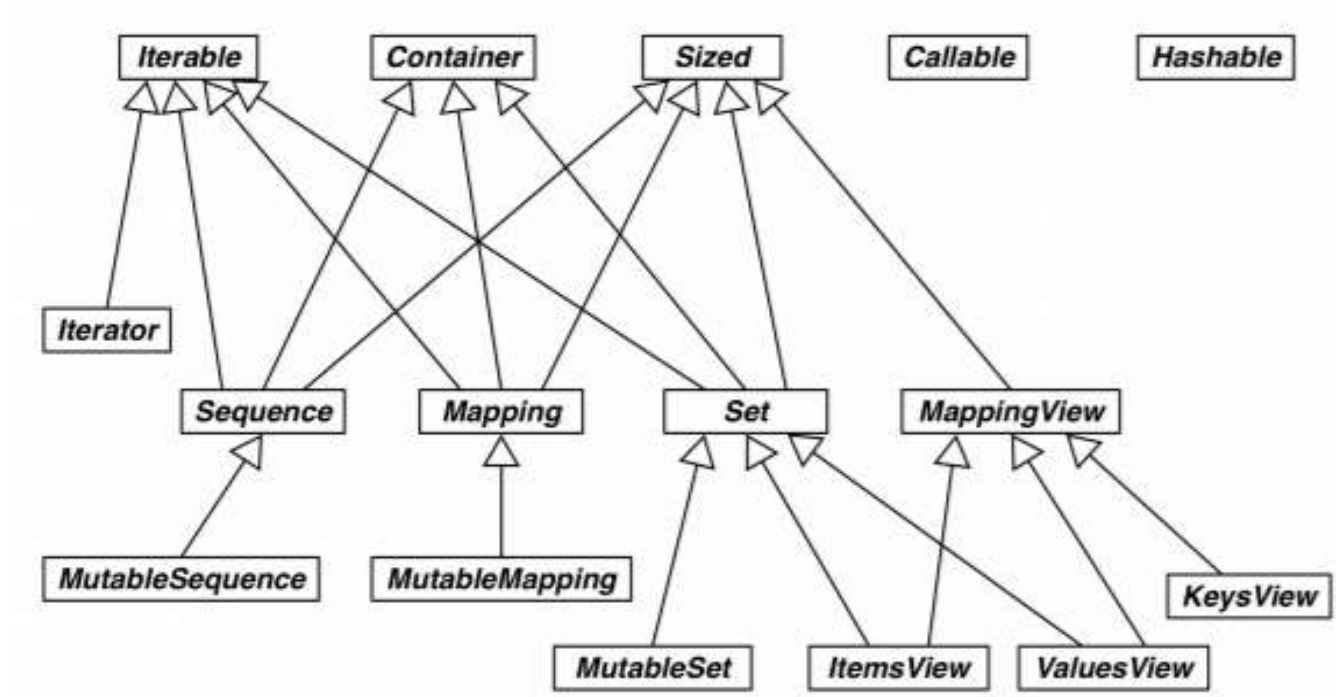 Iterable
Container
Sized
Callable
Hashable
Iterator
Sequence
Mapping
Set
MappingView
MutableSequence
MutableMapping
KeysView
MutableSet
ItemsView
ValuesView